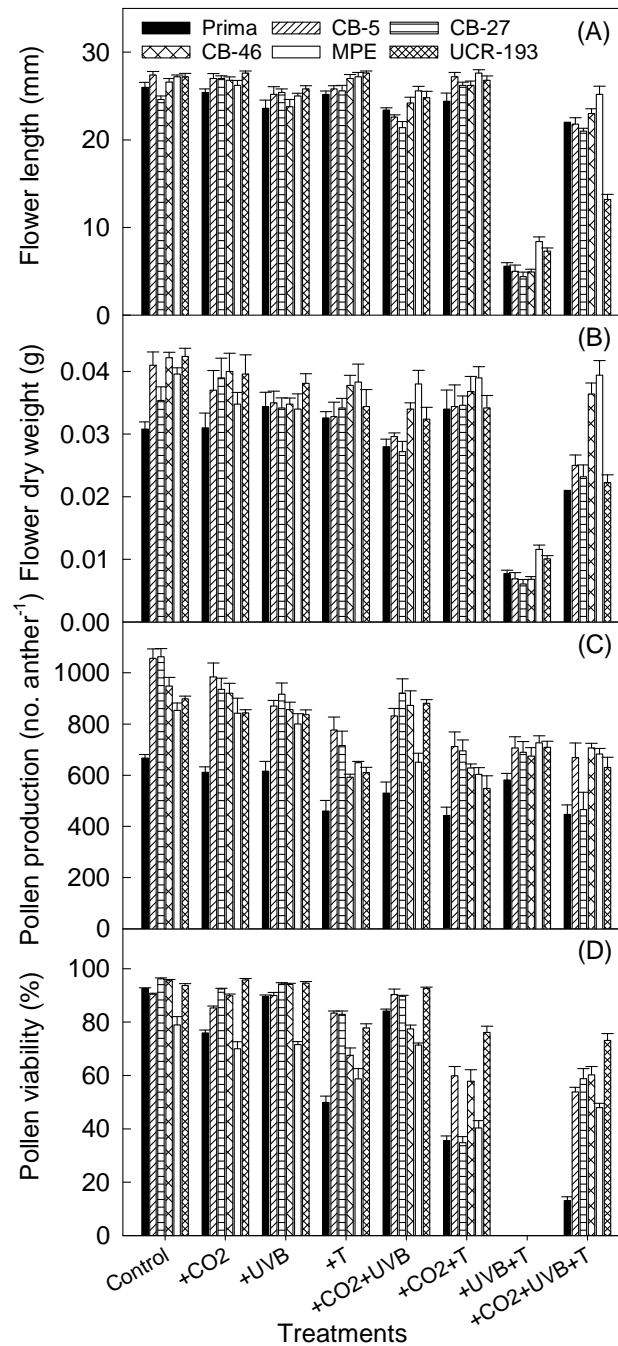 Prima CB-5 CB-27
CB-46 MPE UCR-193
(A)
30
20
10
0
Flower length (mm)
(B)
0.04
0.03
0.02
0.01
0.00
Flower dry weight (g)
(C)
1000
800
600
400
200
0
Pollen production (no. anther⁻¹)
(D)
100
80
60
40
20
0
Pollen viability (%)
Control
+CO2
+UVB
+T
+CO2+UVB
+CO2+T
+UVB+T
+CO2+UVB+T
Treatments